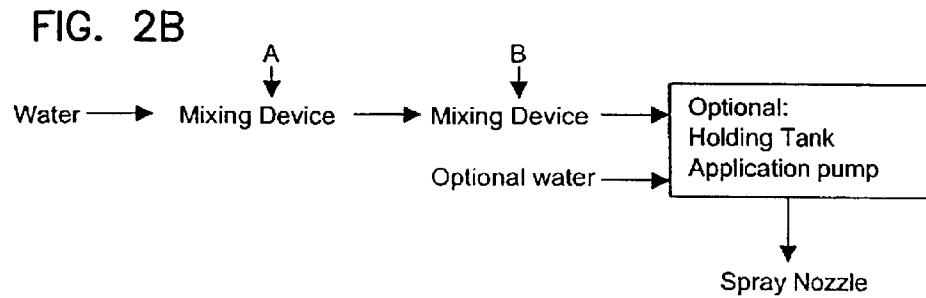 FIG. 2B
A
B
Water
Mixing Device
Mixing Device
Optional:
Holding Tank
Application pump
Optional water
Spray Nozzle